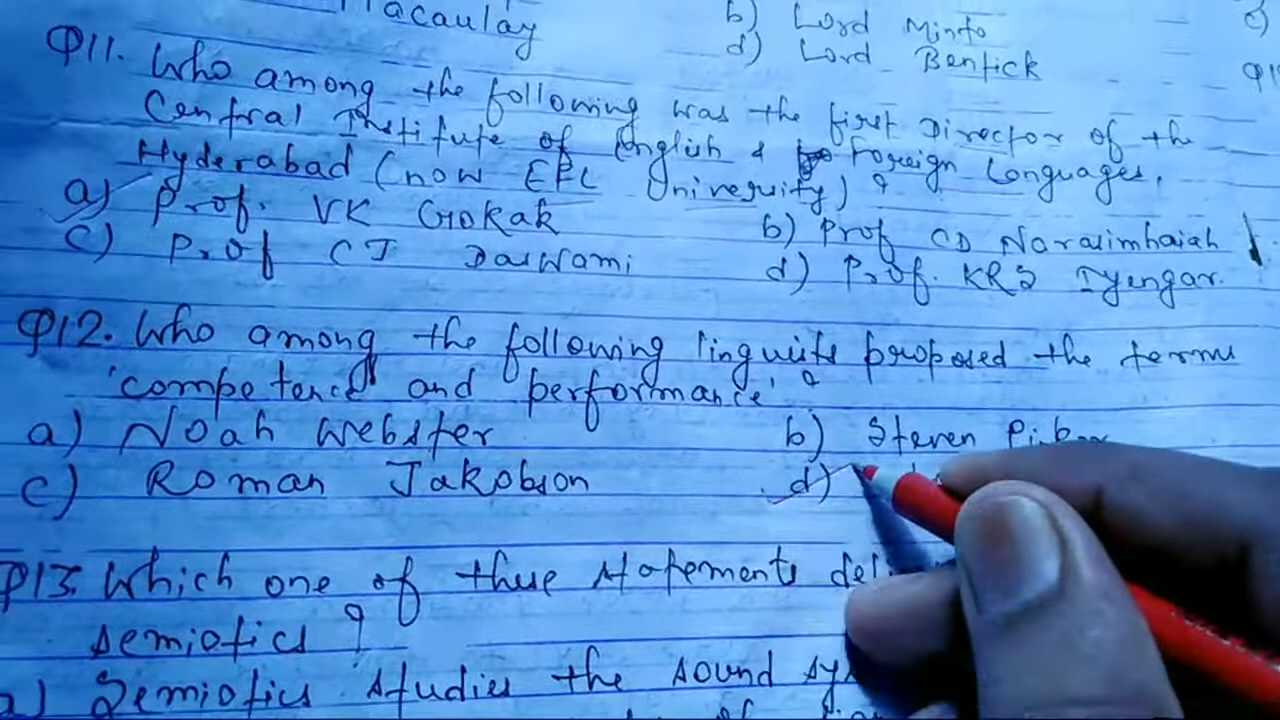 Macaulay b) Lord Minto c)
d) Lord Bentick
Q11. Who among the following was the first Director of the
Central Institute of English & Foreign Languages,
Hyderabad (now EFL University) ?
a) Prof. VK Gokak b) Prof CD Narasimhaiah
c) Prof CJ Daswami d) Prof. KRS Iyengar.
Q12. Who among the following linguists proposed the terms
'competence and performance' ?
a) Noah Webster b) Steven Pinker
c) Roman Jakobson d)
Q13. Which one of these statements
semiotics ?
a) Semiotics studies the sound